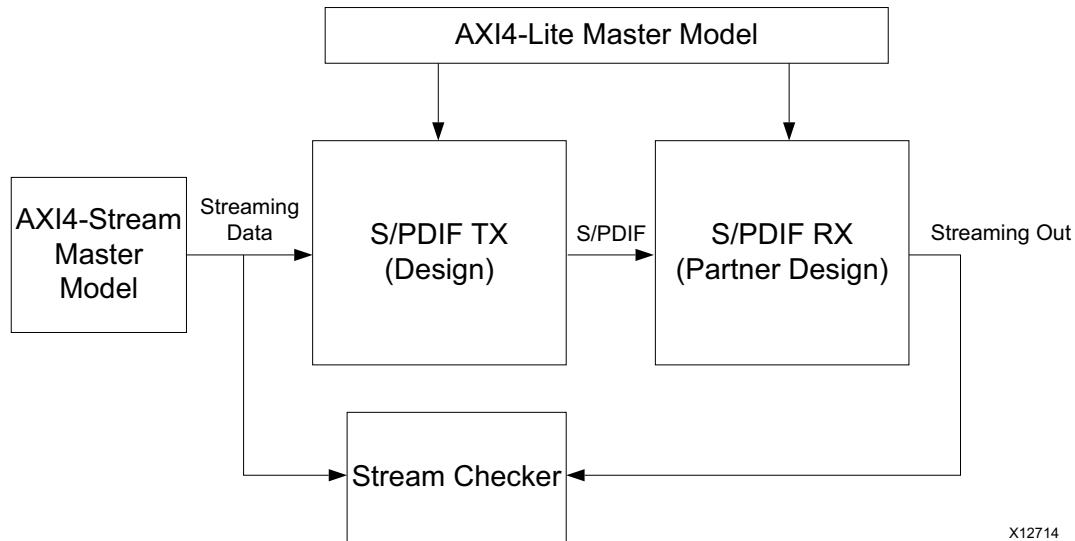 AXI4-Lite Master Model
AXI4-Stream
Master
Model
Streaming
Data
S/PDIF TX
(Design)
S/PDIF
S/PDIF RX
(Partner Design)
Streaming Out
Stream Checker
X12714